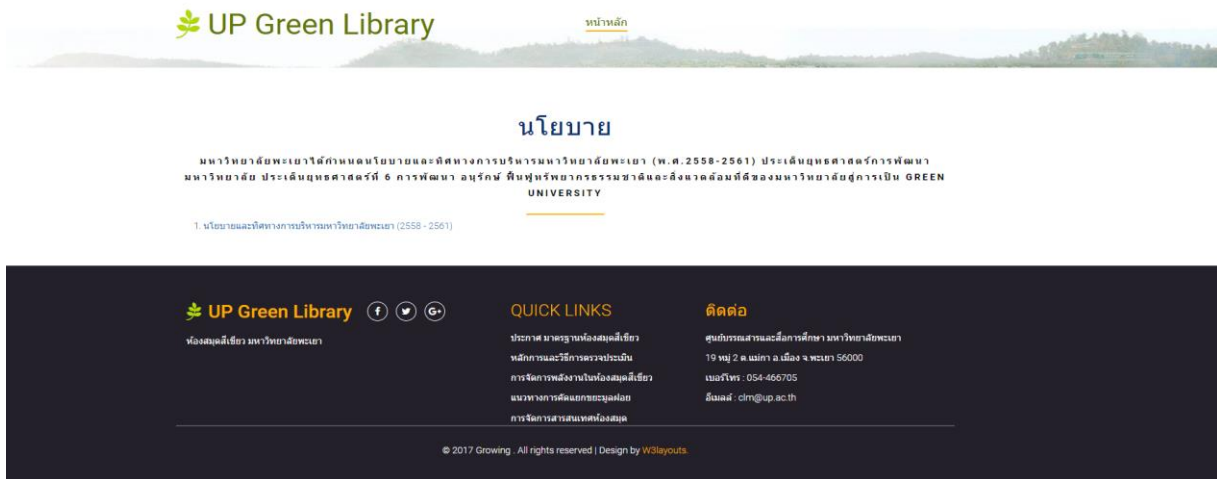 UP Green Library
หน้าหลัก
นโยบาย
มหาวิทยาลัยพะเยาได้กำหนดนโยบายและทิศทางการบริหารมหาวิทยาลัยพะเยา (พ.ศ.2558-2561) ประเด็นยุทธศาสตร์การพัฒนา
มหาวิทยาลัย ประเด็นยุทธศาสตร์ที่ 6 การพัฒนา อนุรักษ์ ฟื้นฟูทรัพยากรธรรมชาติและสิ่งแวดล้อมที่ดีของมหาวิทยาลัยสู่การเป็น GREEN
UNIVERSITY
1. นโยบายและทิศทางการบริหารมหาวิทยาลัยพะเยา (2558 - 2561)
UP Green Library
ห้องสมุดสีเขียว มหาวิทยาลัยพะเยา
QUICK LINKS
ประกาศ มาตรฐานห้องสมุดสีเขียว
หลักการและวิธีการตรวจประเมิน
การจัดการพลังงานในห้องสมุดสีเขียว
แนวทางการคัดแยกขยะมูลฝอย
การจัดการสารสนเทศห้องสมุด
ติดต่อ
ศูนย์บรรณสารและสื่อการศึกษา มหาวิทยาลัยพะเยา
19 หมู่ 2 ต.แม่กา อ.เมือง จ.พะเยา 56000
เบอร์โทร : 054-466705
อีเมลล์ : clm@up.ac.th
© 2017 Growing . All rights reserved | Design by W3layouts.